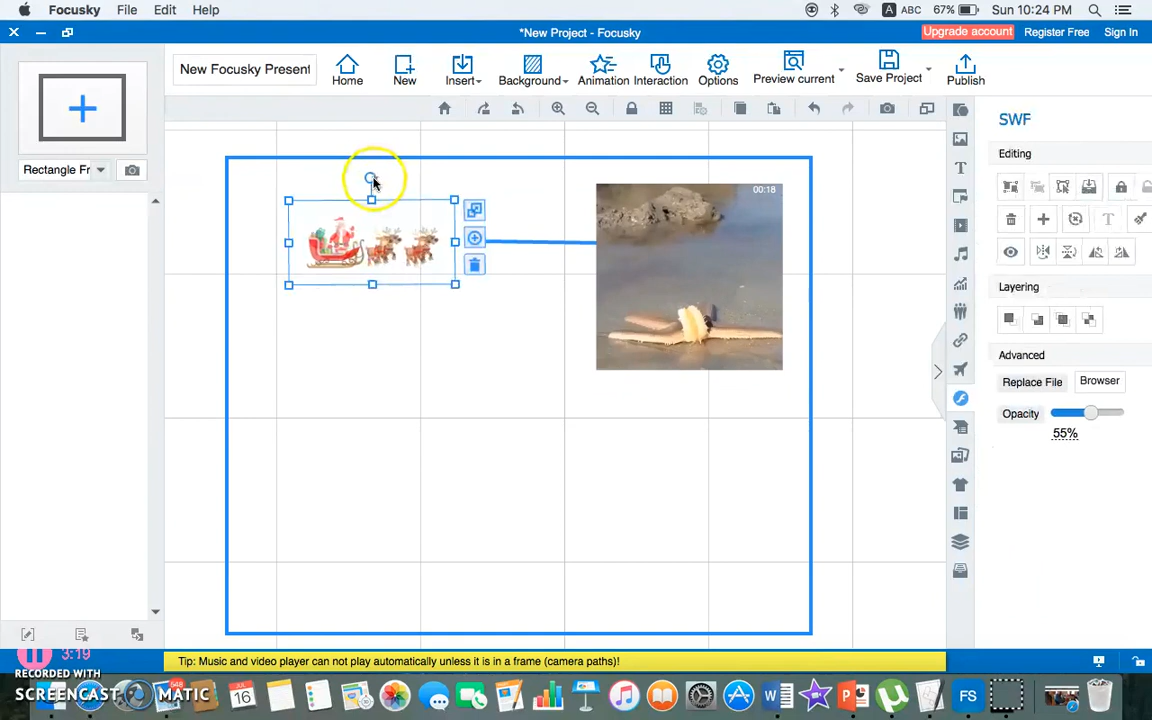 Focusky File Edit Help A ABC 67% Sun 10:24 PM
*New Project - Focusky Upgrade account Register Free Sign In
New Focusky Present Home New Insert Background Animation Interaction Options Preview current Save Project Publish
Rectangle Fr
00:18
SWF
Editing
T
Layering
Advanced
Replace File Browser
Opacity
55%
3:19
Tip: Music and video player can not play automatically unless it is in a frame (camera paths)!
RECORDED WITH
SCREENCAST MATIC
JUL
16
W
P
FS